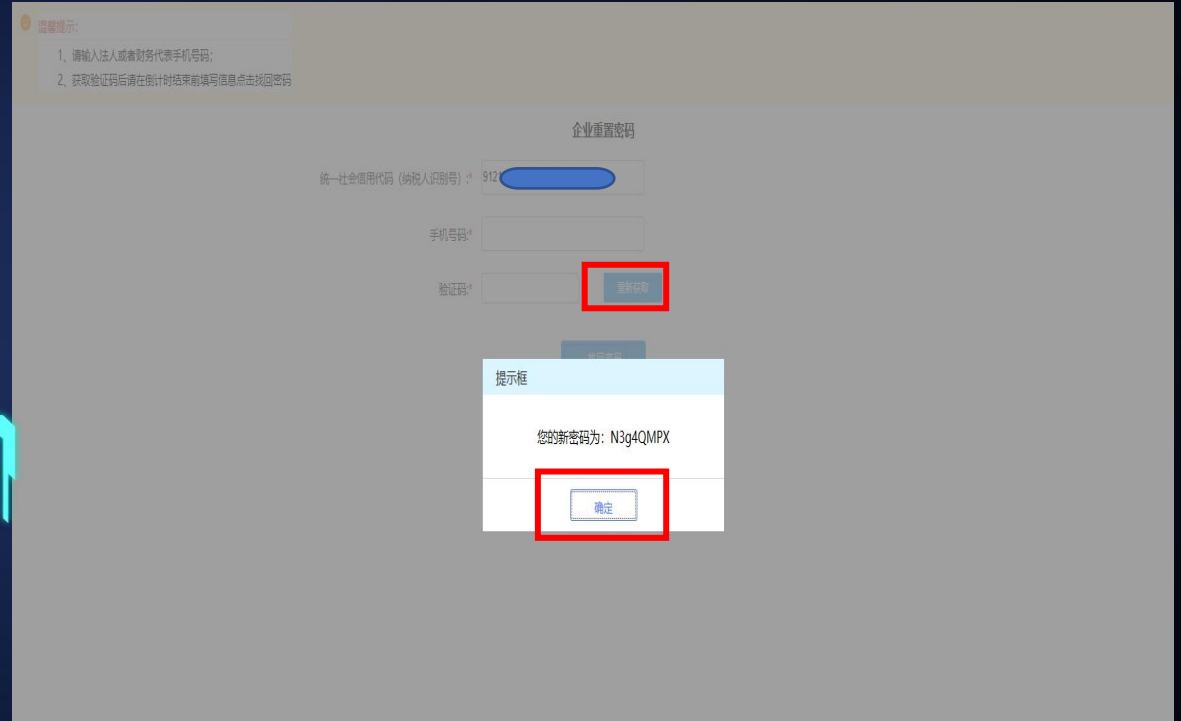 温馨提示:
1、请输入法人或者财务代表手机号码;
2、获取验证码后请在倒计时结束前填写信息点击找回密码
企业重置密码
统一社会信用代码（纳税人识别号）:* 912
手机号码:*
验证码:* 重新获取
找回密码
提示框
您的新密码为：N3g4QMPX
确定